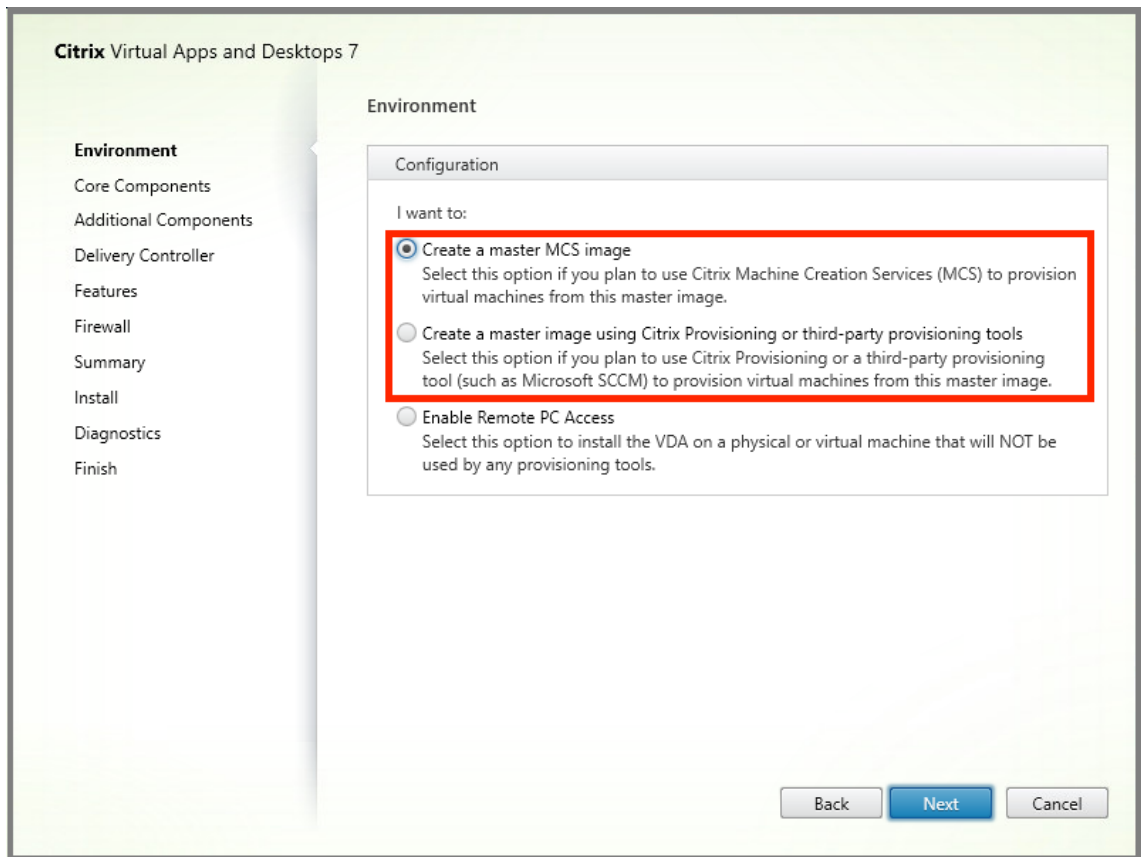 Citrix Virtual Apps and Desktops 7
Environment
Core Components
Additional Components
Delivery Controller
Features
Firewall
Summary
Install
Diagnostics
Finish
Environment
Configuration
I want to:
Create a master MCS image
Select this option if you plan to use Citrix Machine Creation Services (MCS) to provision
virtual machines from this master image.
Create a master image using Citrix Provisioning or third-party provisioning tools
Select this option if you plan to use Citrix Provisioning or a third-party provisioning
tool (such as Microsoft SCCM) to provision virtual machines from this master image.
Enable Remote PC Access
Select this option to install the VDA on a physical or virtual machine that will NOT be
used by any provisioning tools.
Back
Next
Cancel